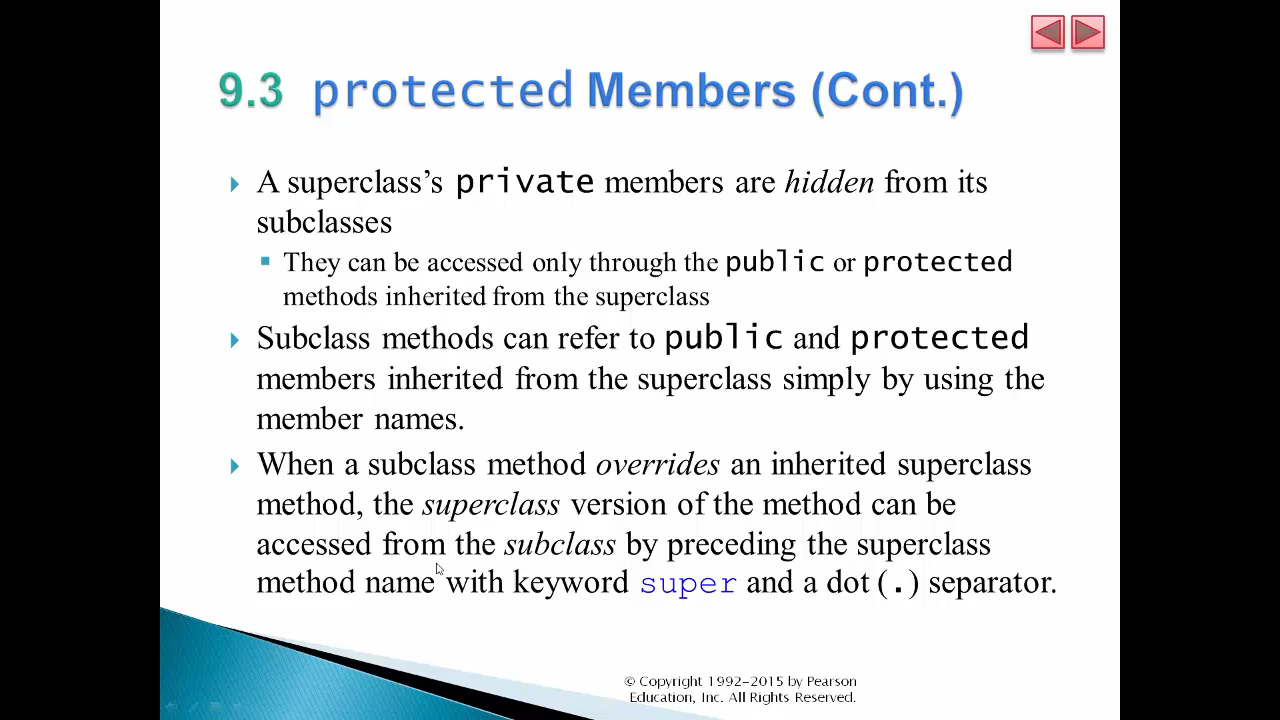 9.3 protected Members (Cont.)
A superclass’s private members are hidden from its
subclasses
They can be accessed only through the public or protected
methods inherited from the superclass
Subclass methods can refer to public and protected
members inherited from the superclass simply by using the
member names.
When a subclass method overrides an inherited superclass
method, the superclass version of the method can be
accessed from the subclass by preceding the superclass
method name with keyword super and a dot (.) separator.
© Copyright 1992-2015 by Pearson
Education, Inc. All Rights Reserved.